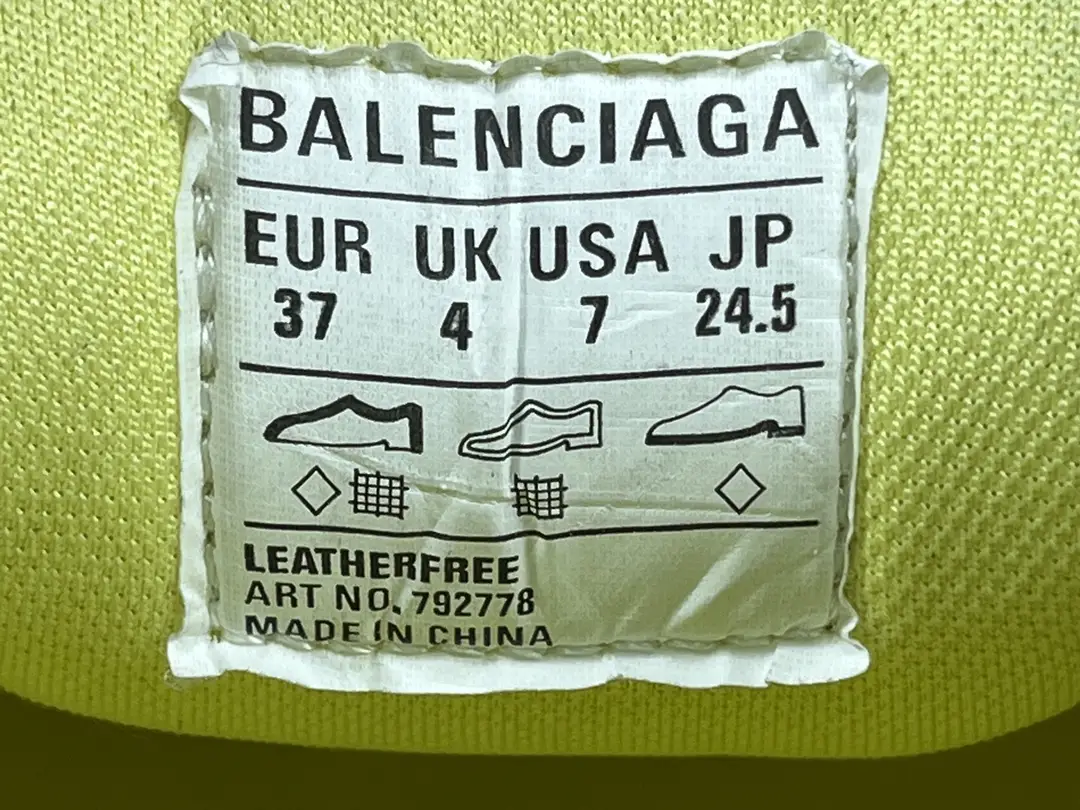 BALENCIAGA
EUR UK USA JP
37 4 7 24.5
LEATHERFREE
ART NO. 792778
MADE IN CHINA